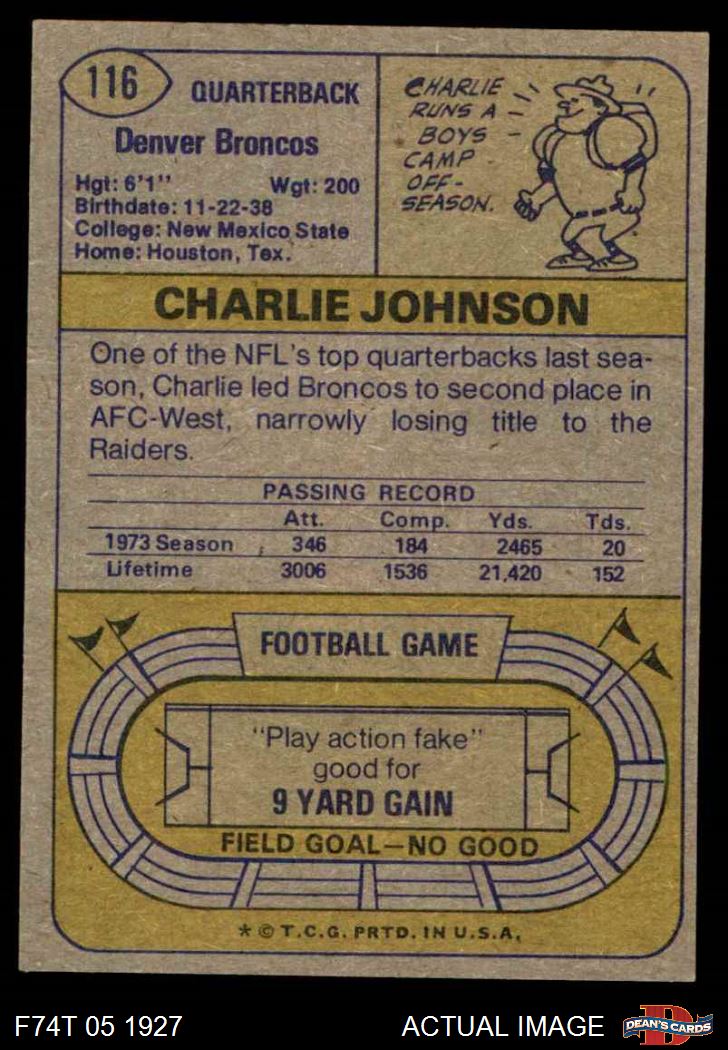 116
QUARTERBACK
Denver Broncos
Hgt: 6'1" Wgt: 200
Birthdate: 11-22-38
College: New Mexico State
Home: Houston, Tex.
CHARLIE
RUNS A
BOYS
CAMP
OFF-
SEASON.
CHARLIE JOHNSON
One of the NFL's top quarterbacks last sea-
son, Charlie led Broncos to second place in
AFC-West, narrowly losing title to the
Raiders.
PASSING RECORD
Att. Comp. Yds. Tds.
1973 Season 346 184 2465 20
Lifetime 3006 1536 21,420 152
FOOTBALL GAME
"Play action fake"
good for
9 YARD GAIN
FIELD GOAL—NO GOOD
* © T.C.G. PRTD. IN U.S.A.
F74T 05 1927 ACTUAL IMAGE D DEAN'S CARDS